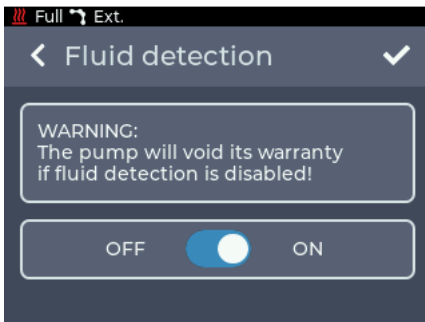 Full Ext.
Fluid detection
WARNING:
The pump will void its warranty
if fluid detection is disabled!
OFF ON